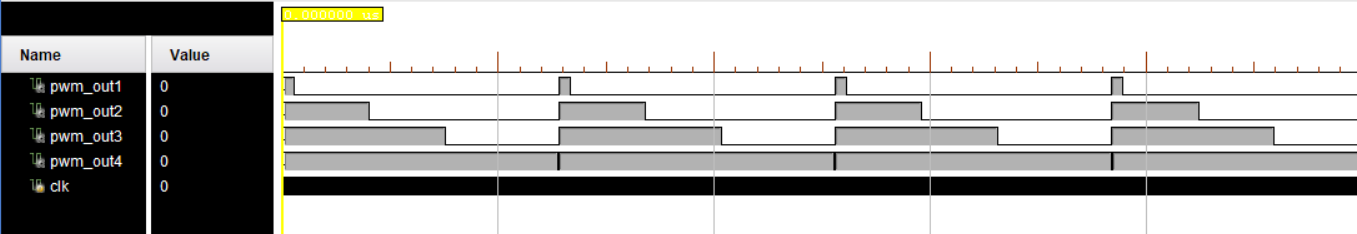 0.000000 us
Name Value
pwm_out1 0
pwm_out2 0
pwm_out3 0
pwm_out4 0
clk 0